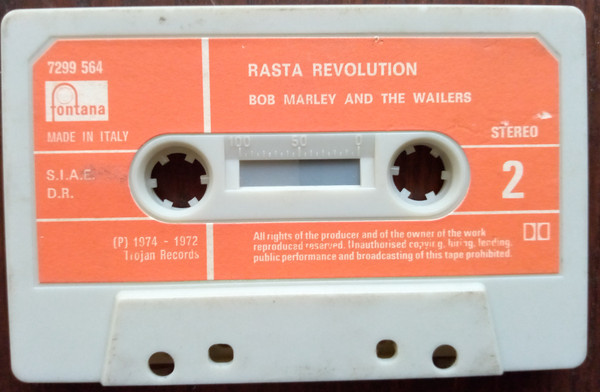 7299 564
fontana
MADE IN ITALY
S.I.A.E.
D.R.
(P) 1974 - 1972
Trojan Records
RASTA REVOLUTION
BOB MARLEY AND THE WAILERS
STEREO
100 50 0
2
All rights of the producer and of the owner of the work
reproduced reserved. Unauthorised copying, hiring, lending,
public performance and broadcasting of this tape prohibited.